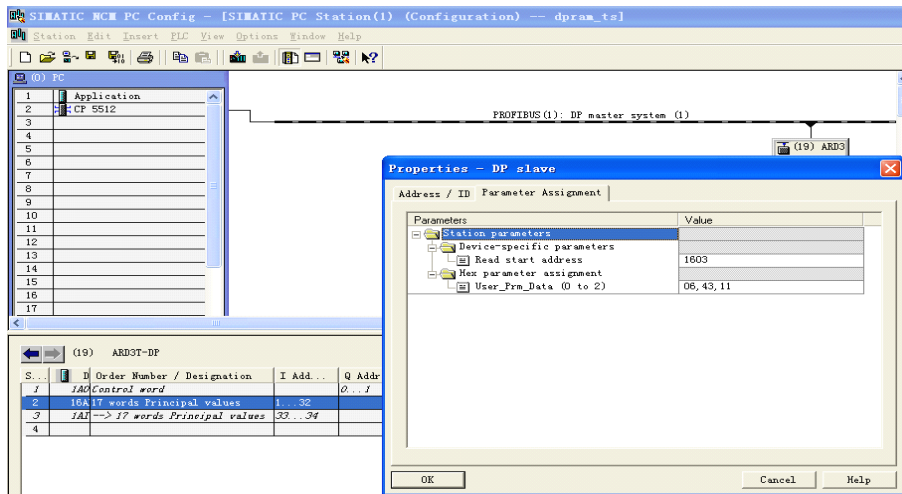 SIMATIC NCM PC Config - [SIMATIC PC Station(1) (Configuration) -- dpram_ts]
Station Edit Insert PLC View Options Window Help
(0) PC
1 Application
2 CP 5512
3
4
5
6
7
8
9
10
11
12
13
14
15
16
17
PROFIBUS(1): DP master system (1)
(19) ARD3
Properties - DP slave
Address / ID Parameter Assignment
Parameters Value
Station parameters
Device-specific parameters
Read start address 1603
Hex parameter assignment
User_Prm_Data (0 to 2) 06,43,11
OK Cancel Help
(19) ARD3T-DP
S... D Order Number / Designation I Add... Q Addr
1 1AO Control word 0...1
2 16A 17 words Principal values 1...32
3 1AI --> 17 words Principal values 33...34
4